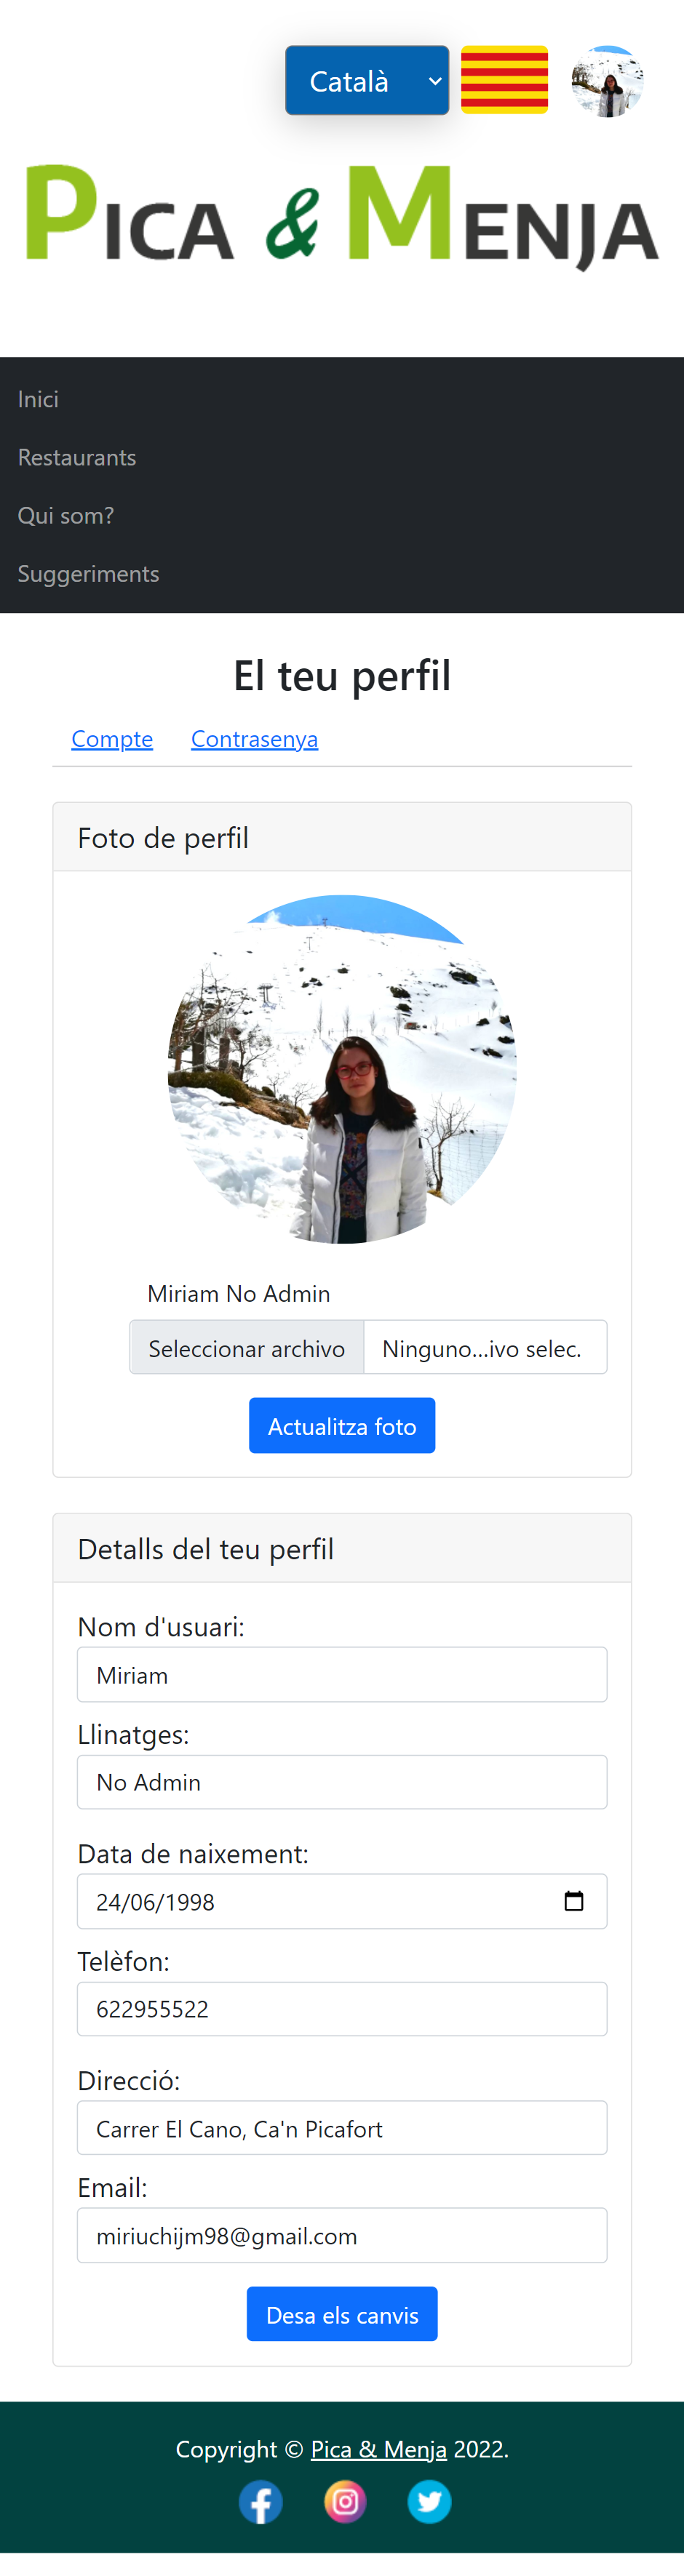 Català
Pica & Menja
Inici
Restaurants
Qui som?
Suggeriments
El teu perfil
Compte Contrasenya
Foto de perfil
Miriam No Admin
Seleccionar archivo Ninguno...ivo selec.
Actualitza foto
Detalls del teu perfil
Nom d'usuari:
Miriam
Llinatges:
No Admin
Data de naixement:
24/06/1998
Telèfon:
622955522
Direcció:
Carrer El Cano, Ca'n Picafort
Email:
miriuchijm98@gmail.com
Desa els canvis
Copyright © Pica & Menja 2022.